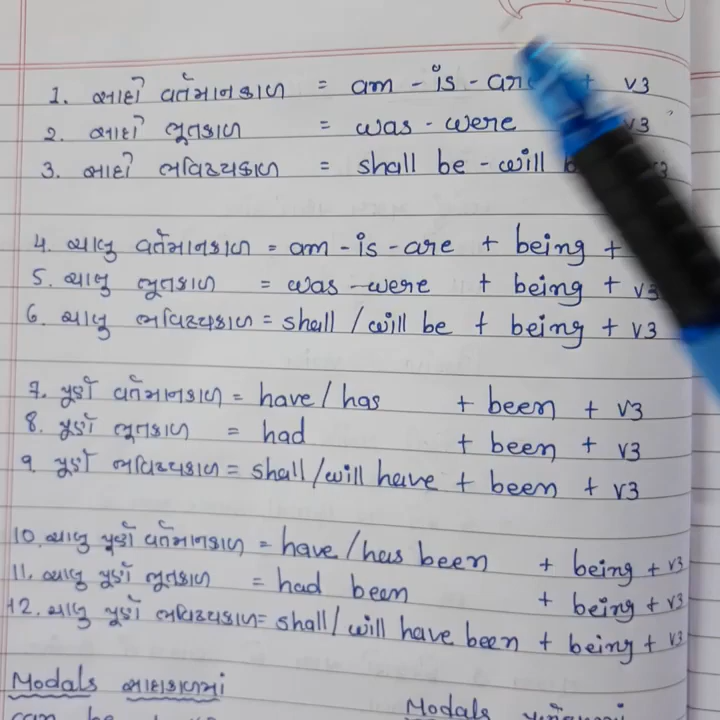 1. સાદો વર્તમાનકાળ = am - is - are + v3
2. સાદો ભૂતકાળ = was - were v3
3. સાદો ભવિષ્યકાળ = shall be - will
4. ચાલુ વર્તમાનકાળ = am - is - are + being +
5. ચાલુ ભૂતકાળ = was - were + being + v3
6. ચાલુ ભવિષ્યકાળ = shall / will be + being + v3
7. પૂર્ણ વર્તમાનકાળ = have / has + been + v3
8. પૂર્ણ ભૂતકાળ = had + been + v3
9. પૂર્ણ ભવિષ્યકાળ = shall / will have + been + v3
10. ચાલુ પૂર્ણ વર્તમાનકાળ = have / has been + being + v3
11. ચાલુ પૂર્ણ ભૂતકાળ = had been + being + v3
12. ચાલુ પૂર્ણ ભવિષ્યકાળ = shall / will have been + being + v3
Modals સાદાકાળમાં
Modals